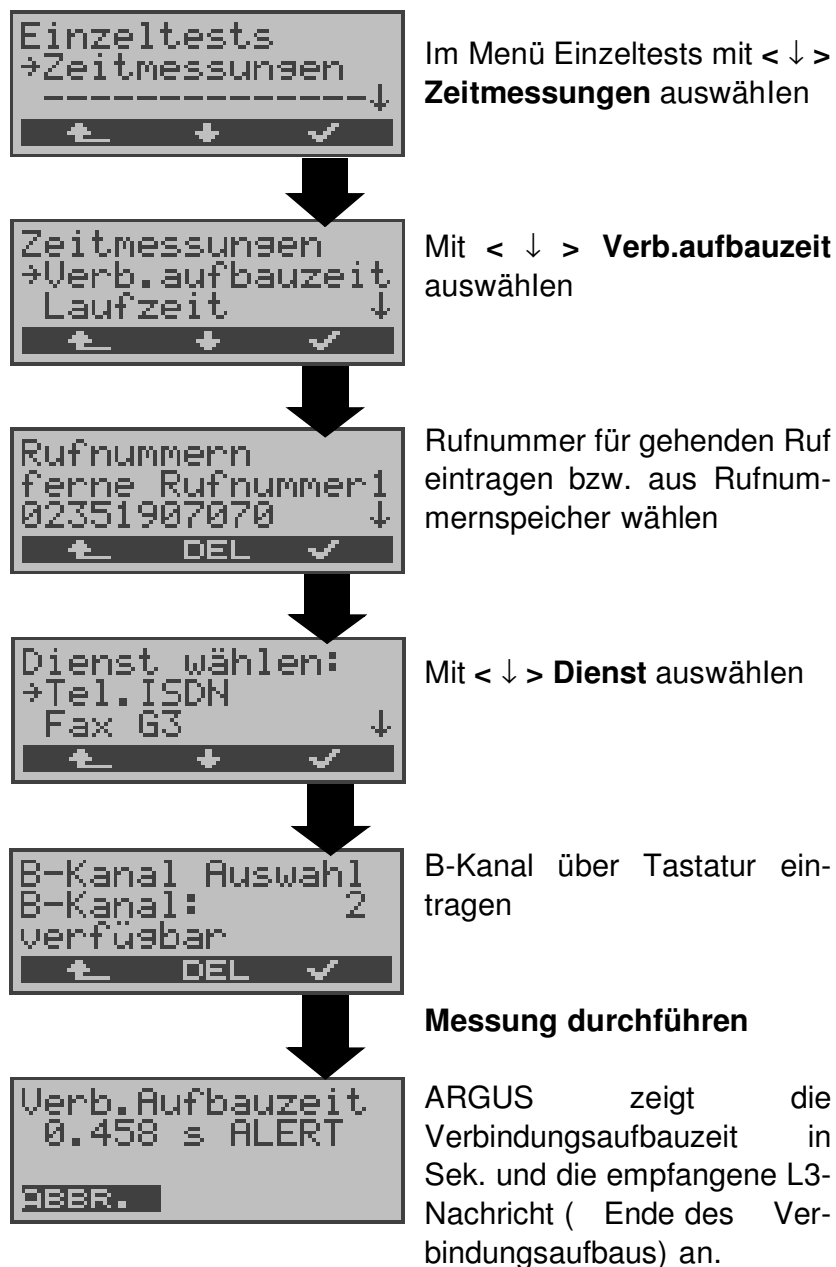 Einzeltests
→Zeitmessungen
---------------↓
Im Menü Einzeltests mit < ↓ >
Zeitmessungen auswählen
Zeitmessungen
→Verb.aufbauzeit
Laufzeit ↓
Mit < ↓ > Verb.aufbauzeit
auswählen
Rufnummern
ferne Rufnummer1
02351907070 ↓
DEL
Rufnummer für gehenden Ruf
eintragen bzw. aus Rufnum-
mernspeicher wählen
Dienst wählen:
→Tel.ISDN
Fax G3 ↓
Mit < ↓ > Dienst auswählen
B-Kanal Auswahl
B-Kanal: 2
verfügbar
DEL
B-Kanal über Tastatur ein-
tragen
Messung durchführen
Verb.Aufbauzeit
0.458 s ALERT
ABBR.
ARGUS zeigt die
Verbindungsaufbauzeit in
Sek. und die empfangene L3-
Nachricht ( Ende des Ver-
bindungsaufbaus) an.